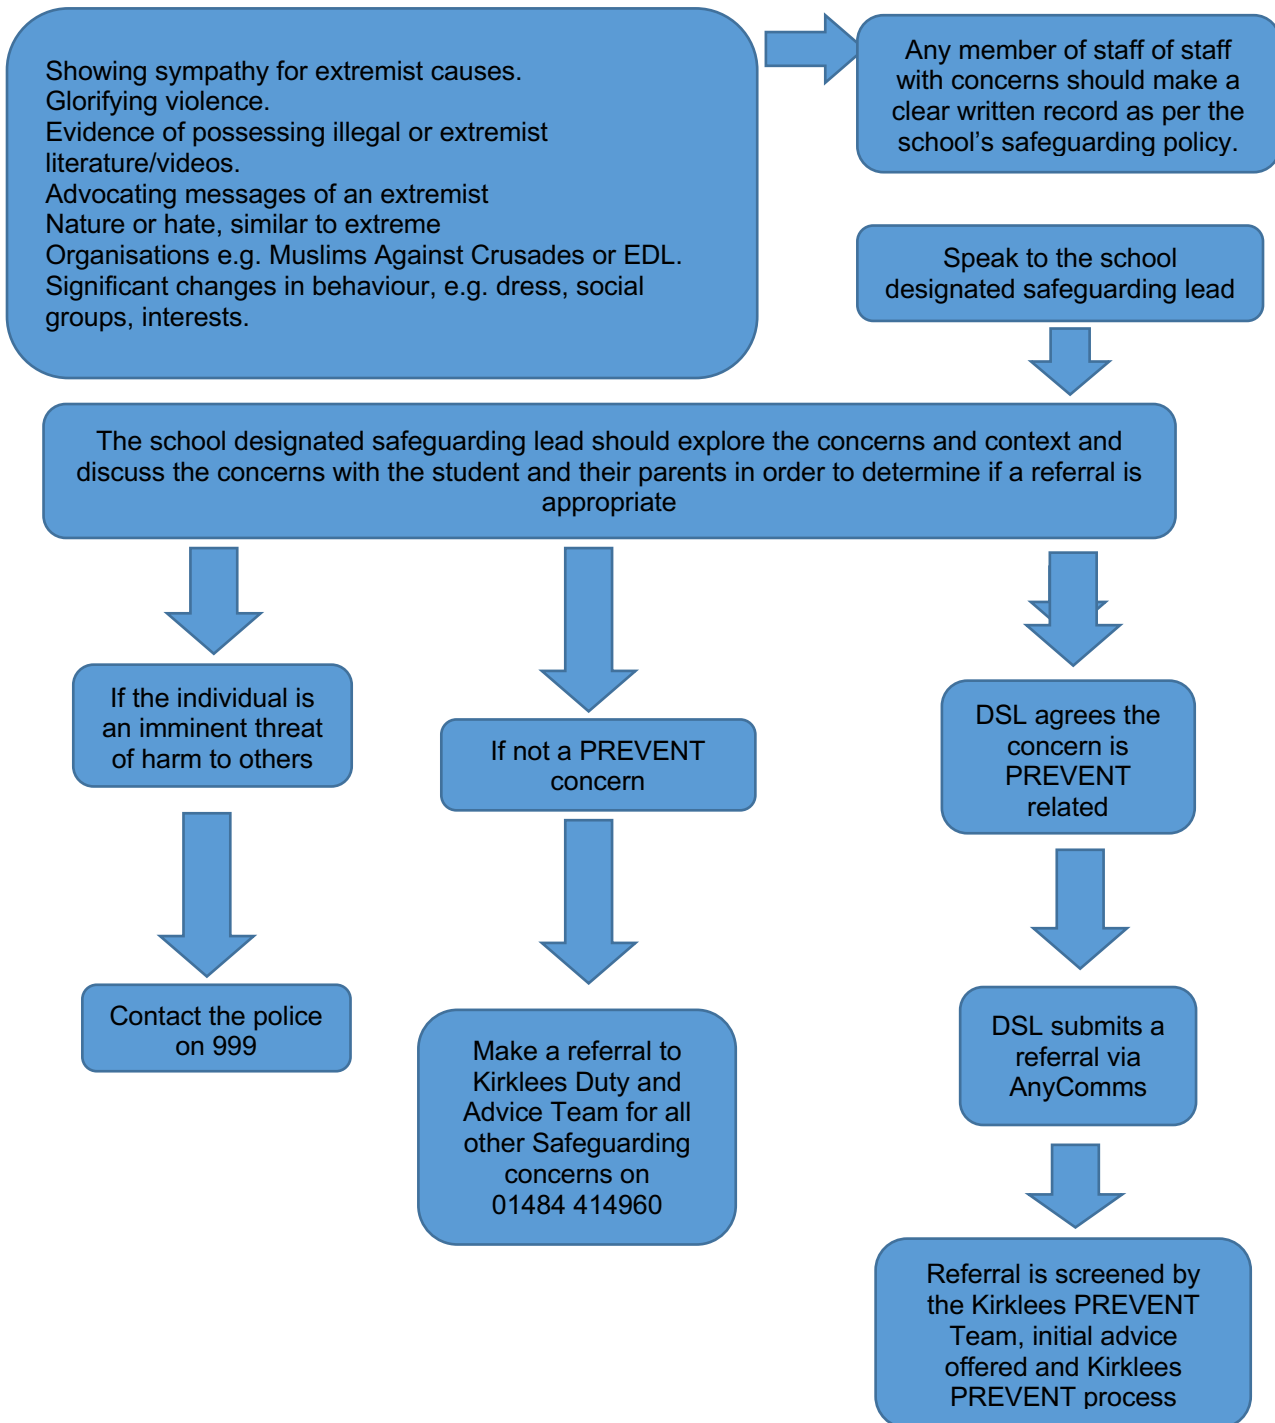 Showing sympathy for extremist causes.
Glorifying violence.
Evidence of possessing illegal or extremist
literature/videos.
Advocating messages of an extremist
Nature or hate, similar to extreme
Organisations e.g. Muslims Against Crusades or EDL.
Significant changes in behaviour, e.g. dress, social
groups, interests.
Any member of staff of staff
with concerns should make a
clear written record as per the
school’s safeguarding policy.
Speak to the school
designated safeguarding lead
The school designated safeguarding lead should explore the concerns and context and
discuss the concerns with the student and their parents in order to determine if a referral is
appropriate
If the individual is
an imminent threat
of harm to others
Contact the police
on 999
If not a PREVENT
concern
Make a referral to
Kirklees Duty and
Advice Team for all
other Safeguarding
concerns on
01484 414960
DSL agrees the
concern is
PREVENT
related
DSL submits a
referral via
AnyComms
Referral is screened by
the Kirklees PREVENT
Team, initial advice
offered and Kirklees
PREVENT process